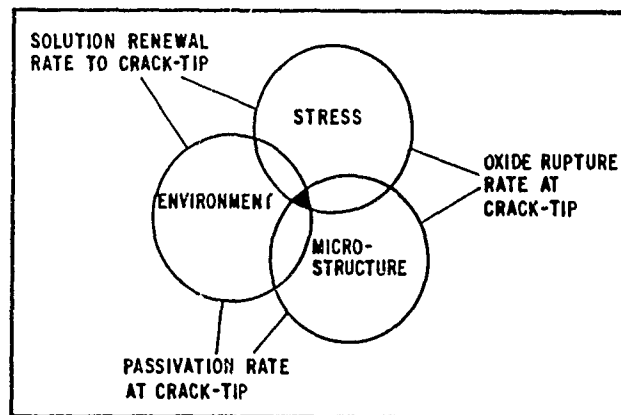 SOLUTION RENEWAL
RATE TO CRACK-TIP
STRESS
OXIDE RUPTURE
RATE AT
CRACK-TIP
ENVIRONMENT
MICRO-
STRUCTURE
PASSIVATION RATE
AT CRACK-TIP